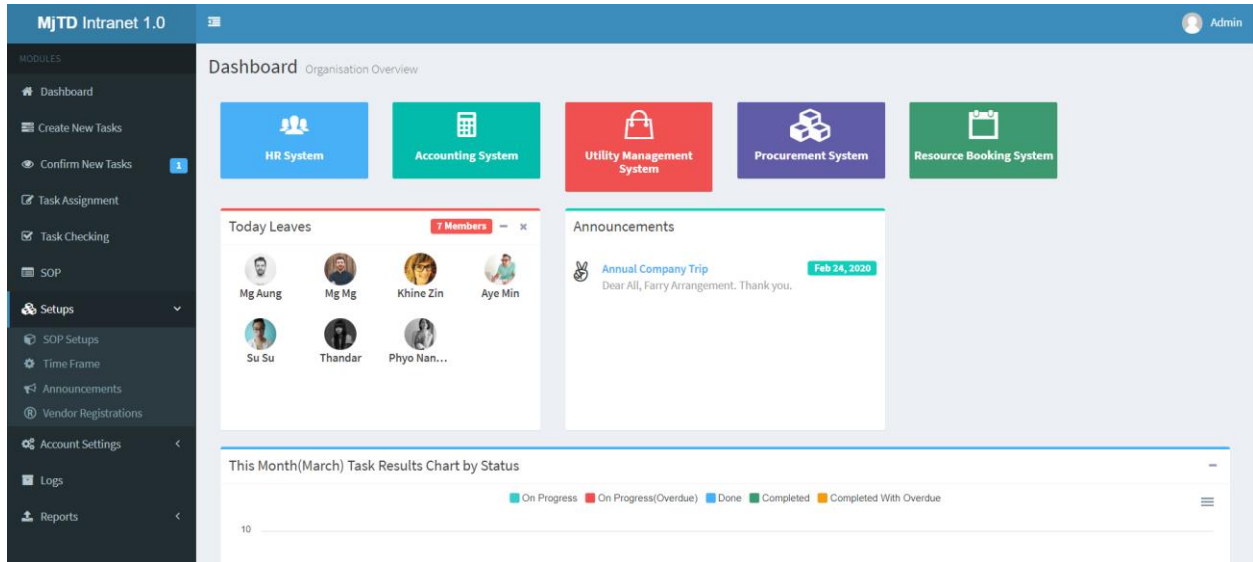 MjTD Intranet 1.0
Admin
MODULES
Dashboard
Create New Tasks
Confirm New Tasks 1
Task Assignment
Task Checking
SOP
Setups
SOP Setups
Time Frame
Announcements
Vendor Registrations
Account Settings
Logs
Reports
Dashboard Organisation Overview
HR System
Accounting System
Utility Management
System
Procurement System
Resource Booking System
Today Leaves 7 Members
Mg Aung Mg Mg Khine Zin Aye Min
Su Su Thandar Phyo Nan...
Announcements
Annual Company Trip Feb 24, 2020
Dear All, Farry Arrangement. Thank you.
This Month(March) Task Results Chart by Status
On Progress On Progress(Overdue) Done Completed Completed With Overdue
10